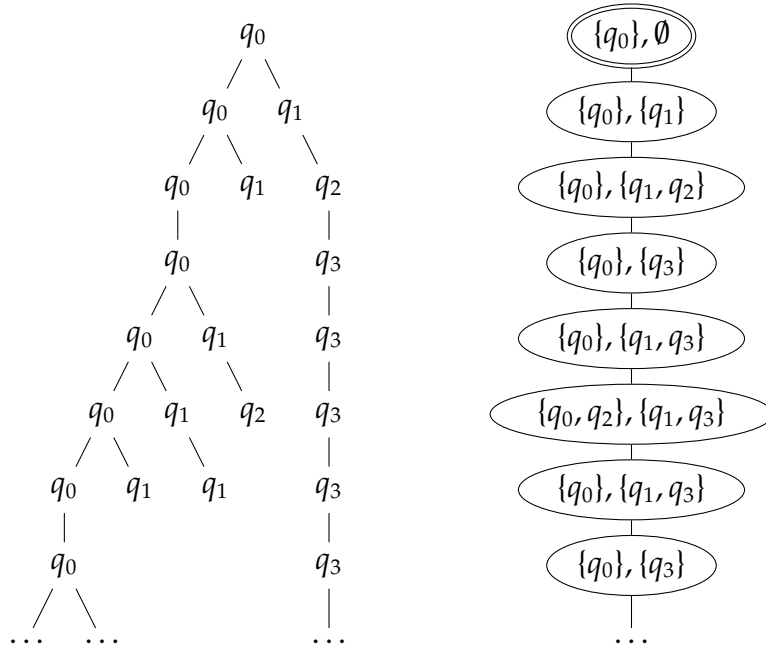 q₀ {q₀}, ∅
q₀ q₁ {q₀}, {q₁}
q₀ q₁ q₂ {q₀}, {q₁, q₂}
q₀ q₃ {q₀}, {q₃}
q₀ q₁ q₃ {q₀}, {q₁, q₃}
q₀ q₁ q₂ q₃ {q₀, q₂}, {q₁, q₃}
q₀ q₁ q₁ q₃ {q₀}, {q₁, q₃}
q₀ q₃ {q₀}, {q₃}
... ... ... ...